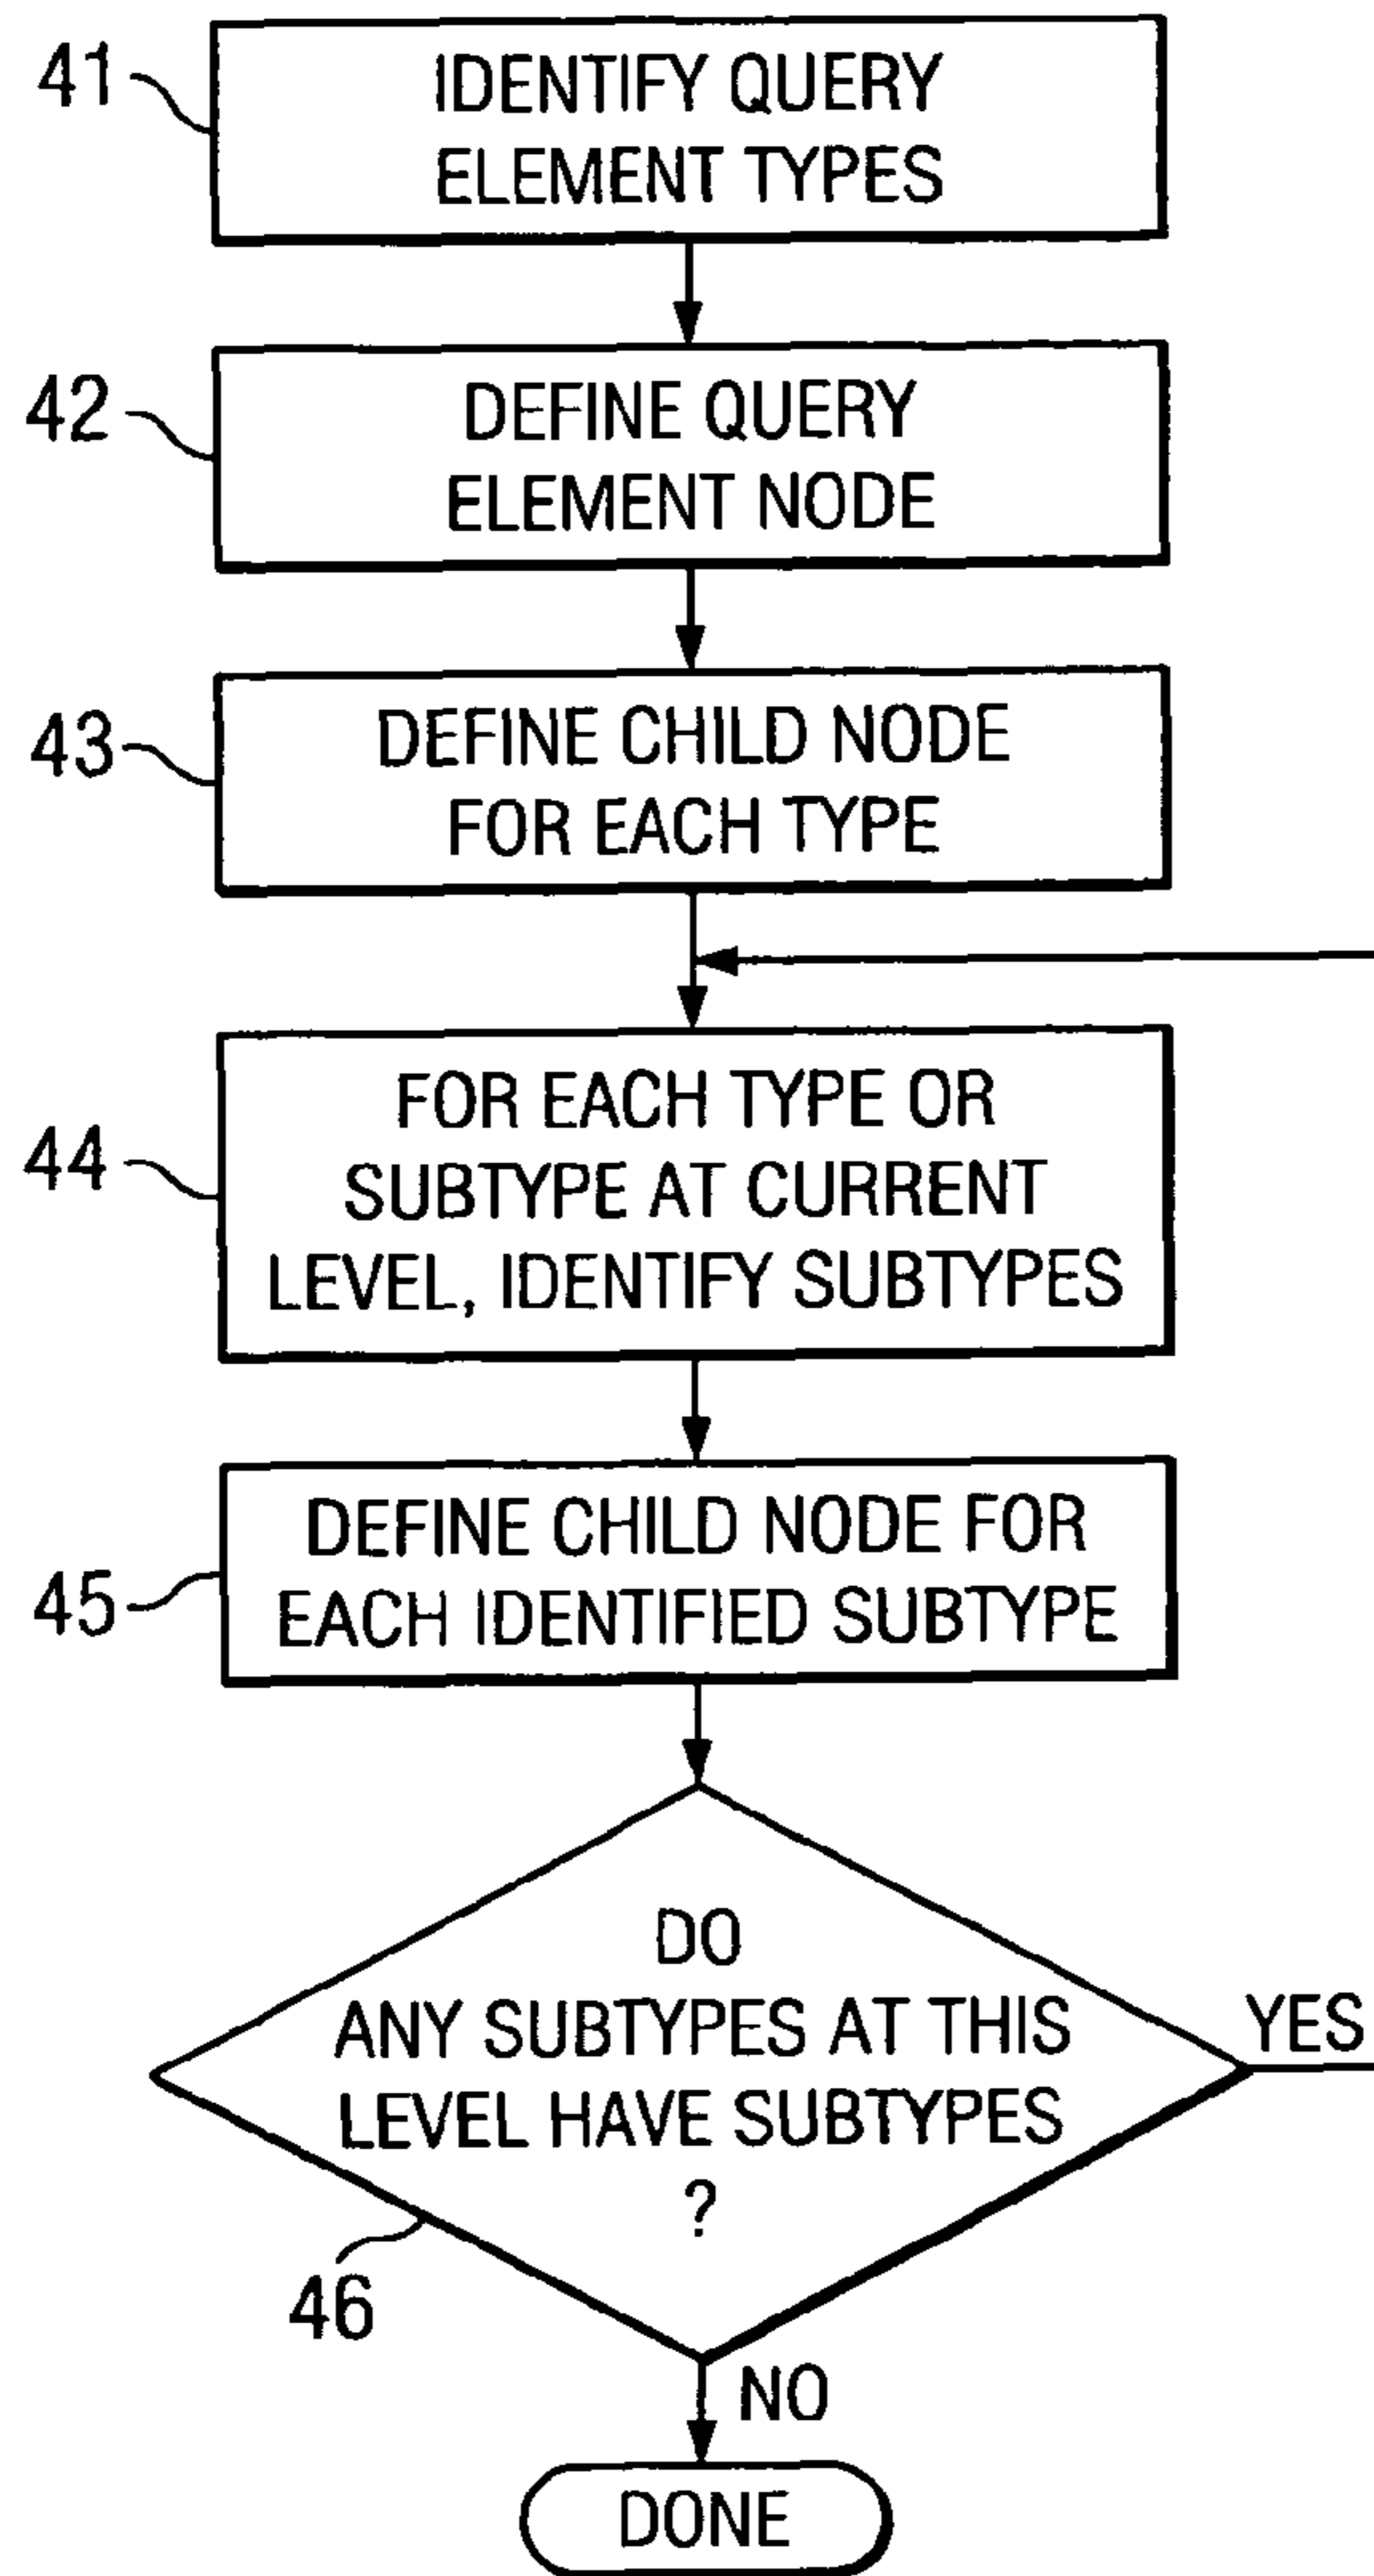 41
IDENTIFY QUERY
ELEMENT TYPES
42
DEFINE QUERY
ELEMENT NODE
43
DEFINE CHILD NODE
FOR EACH TYPE
44
FOR EACH TYPE OR
SUBTYPE AT CURRENT
LEVEL, IDENTIFY SUBTYPES
45
DEFINE CHILD NODE FOR
EACH IDENTIFIED SUBTYPE
DO
ANY SUBTYPES AT THIS
LEVEL HAVE SUBTYPES
?
YES
46
NO
DONE